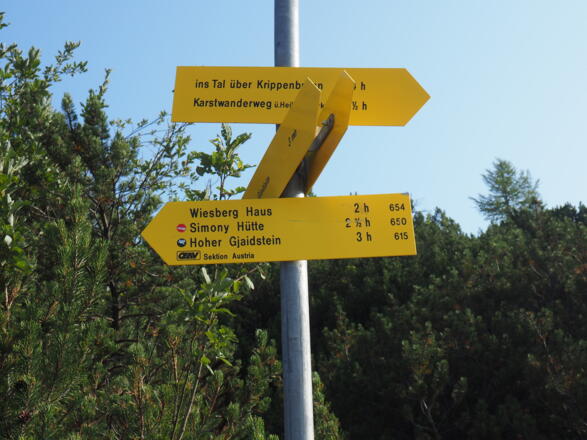 ins Tal über h
Karstwanderweg ½ h
Wiesberg Haus 2 h 654
Simony Hütte 2 ½ h 650
Hoher Gjaidstein 3 h 615
Sektion Austria